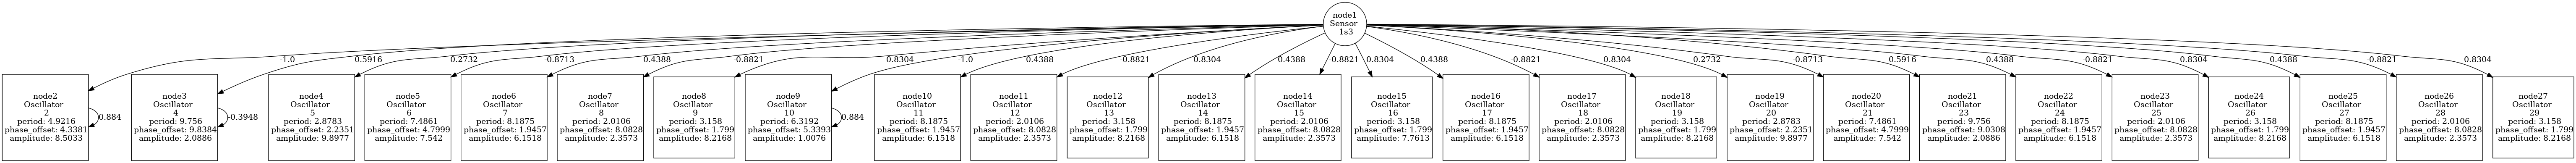 node1
Sensor
1s3
-1.0
0.5916
0.2732
-0.8713
0.4388
-0.8821
0.8304
-1.0
0.4388
-0.8821
0.8304
0.4388
-0.8821
0.8304
0.4388
-0.8821
0.8304
0.2732
-0.8713
0.5916
0.4388
-0.8821
0.8304
0.4388
-0.8821
0.8304
node2
Oscillator
2
period: 4.9216
phase_offset: 4.3381
amplitude: 8.5033
0.884
node3
Oscillator
4
period: 9.756
phase_offset: 9.8384
amplitude: 2.0886
-0.3948
node4
Oscillator
5
period: 2.8783
phase_offset: 2.2351
amplitude: 9.8977
node5
Oscillator
6
period: 7.4861
phase_offset: 4.7999
amplitude: 7.542
node6
Oscillator
7
period: 8.1875
phase_offset: 1.9457
amplitude: 6.1518
node7
Oscillator
8
period: 2.0106
phase_offset: 8.0828
amplitude: 2.3573
node8
Oscillator
9
period: 3.158
phase_offset: 1.799
amplitude: 8.2168
node9
Oscillator
10
period: 6.3192
phase_offset: 5.3393
amplitude: 1.0076
0.884
node10
Oscillator
11
period: 8.1875
phase_offset: 1.9457
amplitude: 6.1518
node11
Oscillator
12
period: 2.0106
phase_offset: 8.0828
amplitude: 2.3573
node12
Oscillator
13
period: 3.158
phase_offset: 1.799
amplitude: 8.2168
node13
Oscillator
14
period: 8.1875
phase_offset: 1.9457
amplitude: 6.1518
node14
Oscillator
15
period: 2.0106
phase_offset: 8.0828
amplitude: 2.3573
node15
Oscillator
16
period: 3.158
phase_offset: 1.799
amplitude: 7.7613
node16
Oscillator
17
period: 8.1875
phase_offset: 1.9457
amplitude: 6.1518
node17
Oscillator
18
period: 2.0106
phase_offset: 8.0828
amplitude: 2.3573
node18
Oscillator
19
period: 3.158
phase_offset: 1.799
amplitude: 8.2168
node19
Oscillator
20
period: 2.8783
phase_offset: 2.2351
amplitude: 9.8977
node20
Oscillator
21
period: 7.4861
phase_offset: 4.7999
amplitude: 7.542
node21
Oscillator
23
period: 9.756
phase_offset: 9.0308
amplitude: 2.0886
node22
Oscillator
24
period: 8.1875
phase_offset: 1.9457
amplitude: 6.1518
node23
Oscillator
25
period: 2.0106
phase_offset: 8.0828
amplitude: 2.3573
node24
Oscillator
26
period: 3.158
phase_offset: 1.799
amplitude: 8.2168
node25
Oscillator
27
period: 8.1875
phase_offset: 1.9457
amplitude: 6.1518
node26
Oscillator
28
period: 2.0106
phase_offset: 8.0828
amplitude: 2.3573
node27
Oscillator
29
period: 3.158
phase_offset: 1.799
amplitude: 8.2168